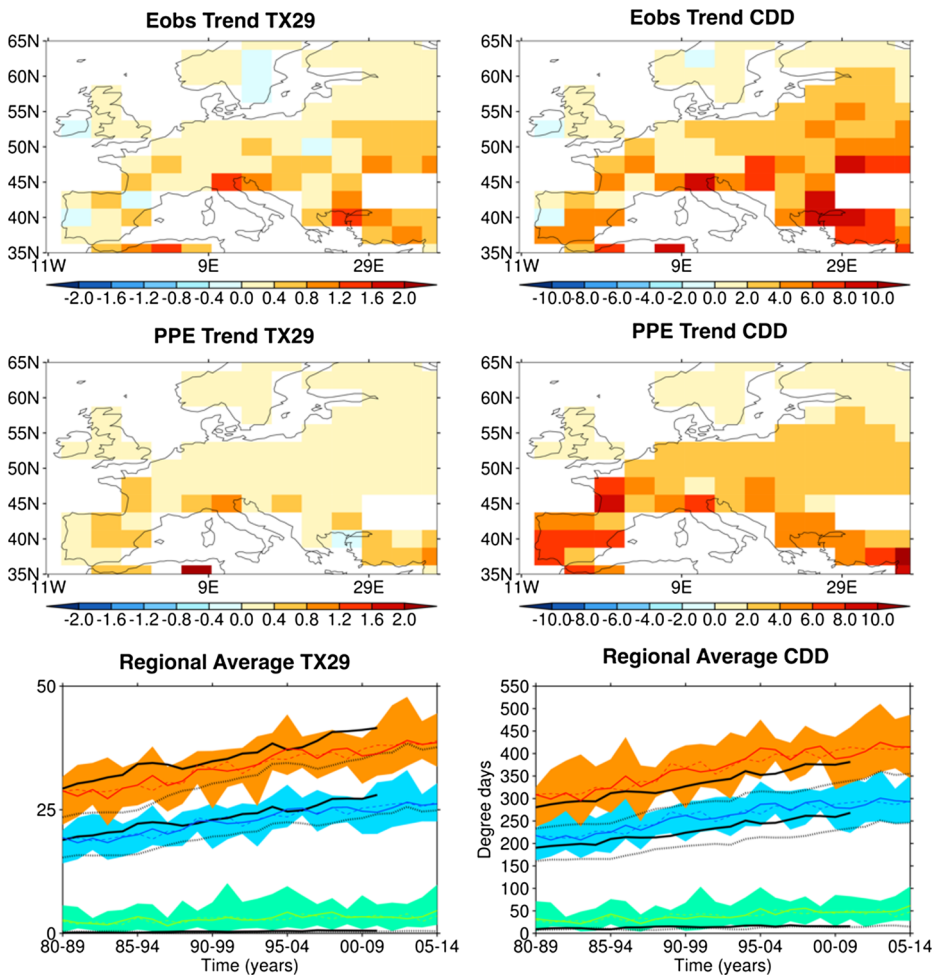 Eobs Trend TX29
65N
60N
55N
50N
45N
40N
35N
11W 9E 29E
-2.0 -1.6 -1.2 -0.8 -0.4 0.0 0.4 0.8 1.2 1.6 2.0
Eobs Trend CDD
65N
60N
55N
50N
45N
40N
35N
11W 9E 29E
-10.0 -8.0 -6.0 -4.0 -2.0 0.0 2.0 4.0 6.0 8.0 10.0
PPE Trend TX29
65N
60N
55N
50N
45N
40N
35N
11W 9E 29E
-2.0 -1.6 -1.2 -0.8 -0.4 0.0 0.4 0.8 1.2 1.6 2.0
PPE Trend CDD
65N
60N
55N
50N
45N
40N
35N
11W 9E 29E
-10.0 -8.0 -6.0 -4.0 -2.0 0.0 2.0 4.0 6.0 8.0 10.0
Regional Average TX29
50
25
0
80-89 85-94 90-99 95-04 00-09 05-14
Time (years)
Regional Average CDD
Degree days
550
500
450
400
350
300
250
200
150
100
50
0
80-89 85-94 90-99 95-04 00-09 05-14
Time (years)